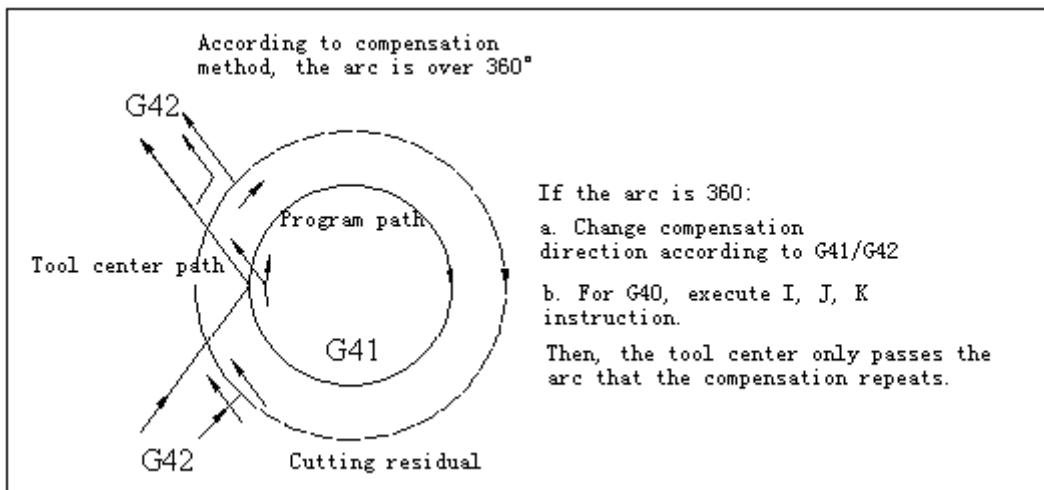 According to compensation
method, the arc is over 360°
G42
Program path
Tool center path
G41
G42
Cutting residual
If the arc is 360:
a. Change compensation
direction according to G41/G42
b. For G40, execute I, J, K
instruction.
Then, the tool center only passes the
arc that the compensation repeats.